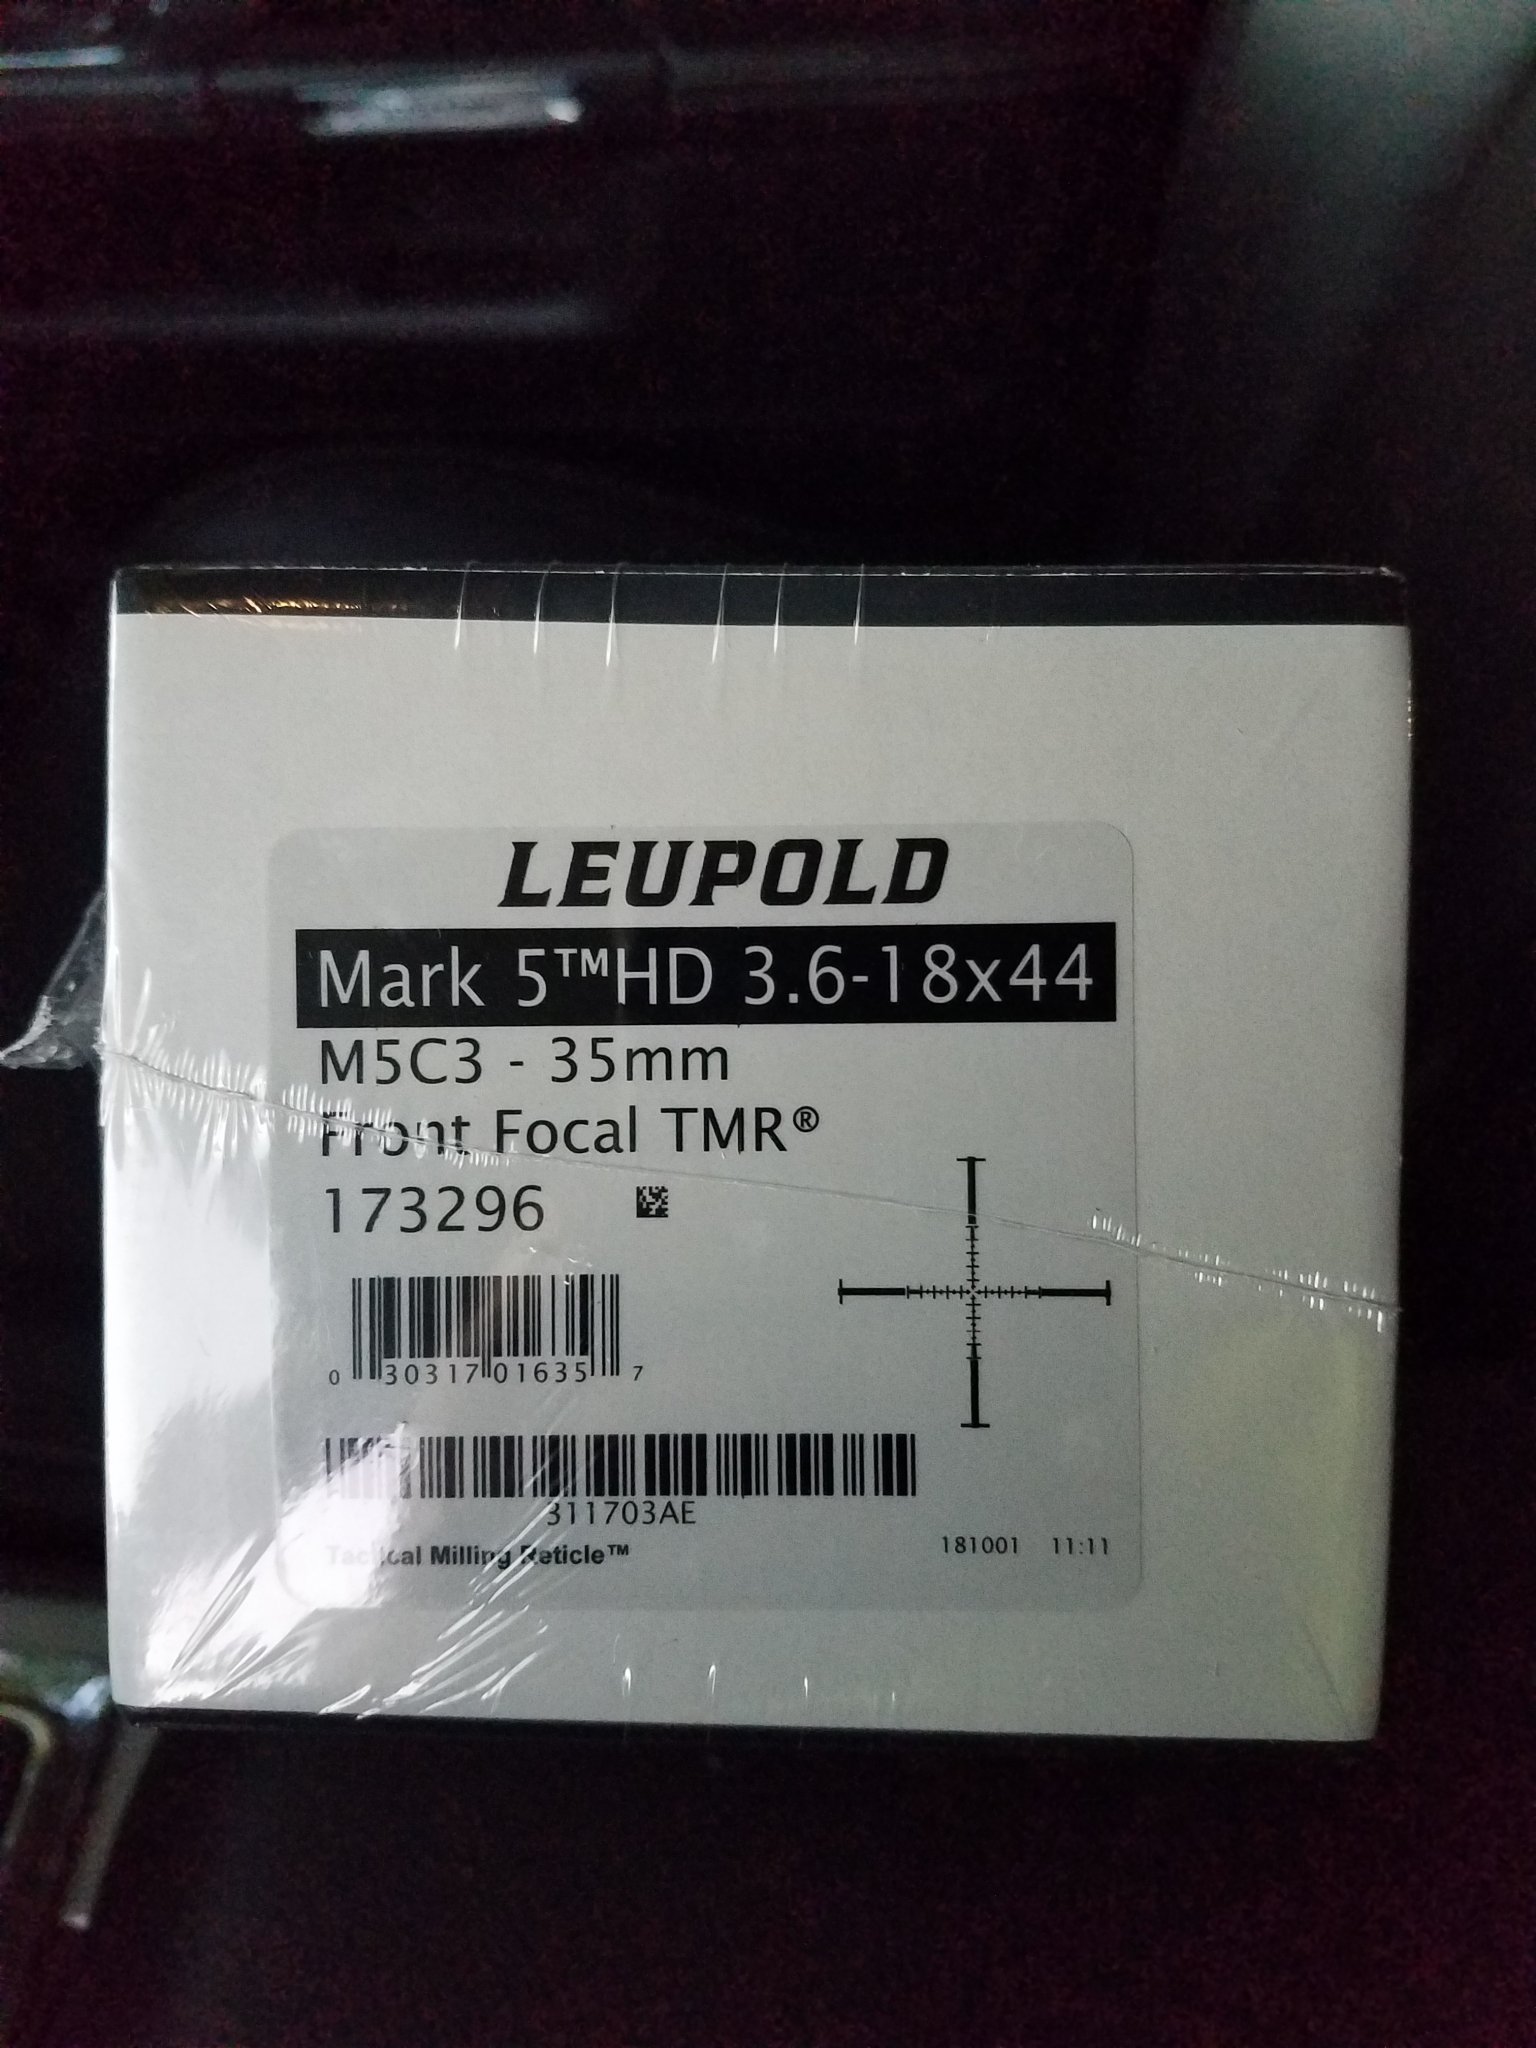 LEUPOLD
Mark 5™HD 3.6-18x44
M5C3 - 35mm
Front Focal TMR®
173296
0 30317 01635 7
311703AE
Tactical Milling Reticle™
181001 11:11